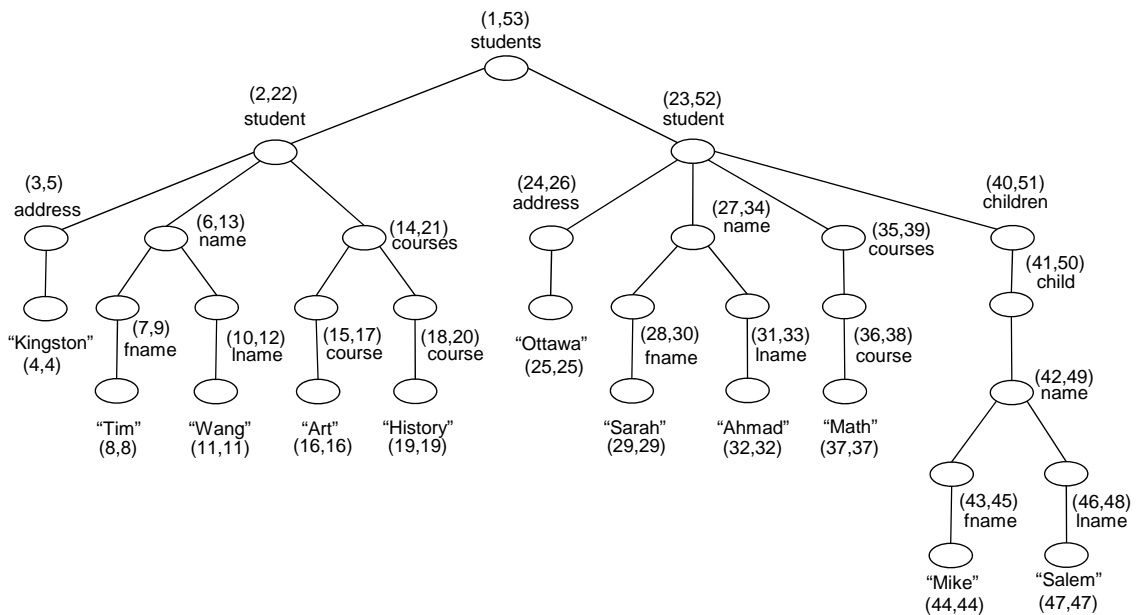 (1,53)
students
(2,22)
student
(23,52)
student
(3,5)
address
(6,13)
name
(14,21)
courses
(24,26)
address
(27,34)
name
(35,39)
courses
(40,51)
children
(41,50)
child
“Kingston”
(4,4)
(7,9)
fname
(10,12)
lname
(15,17)
course
(18,20)
course
“Ottawa”
(25,25)
(28,30)
fname
(31,33)
lname
(36,38)
course
(42,49)
name
“Tim”
(8,8)
“Wang”
(11,11)
“Art”
(16,16)
“History”
(19,19)
“Sarah”
(29,29)
“Ahmad”
(32,32)
“Math”
(37,37)
(43,45)
fname
(46,48)
lname
“Mike”
(44,44)
“Salem”
(47,47)